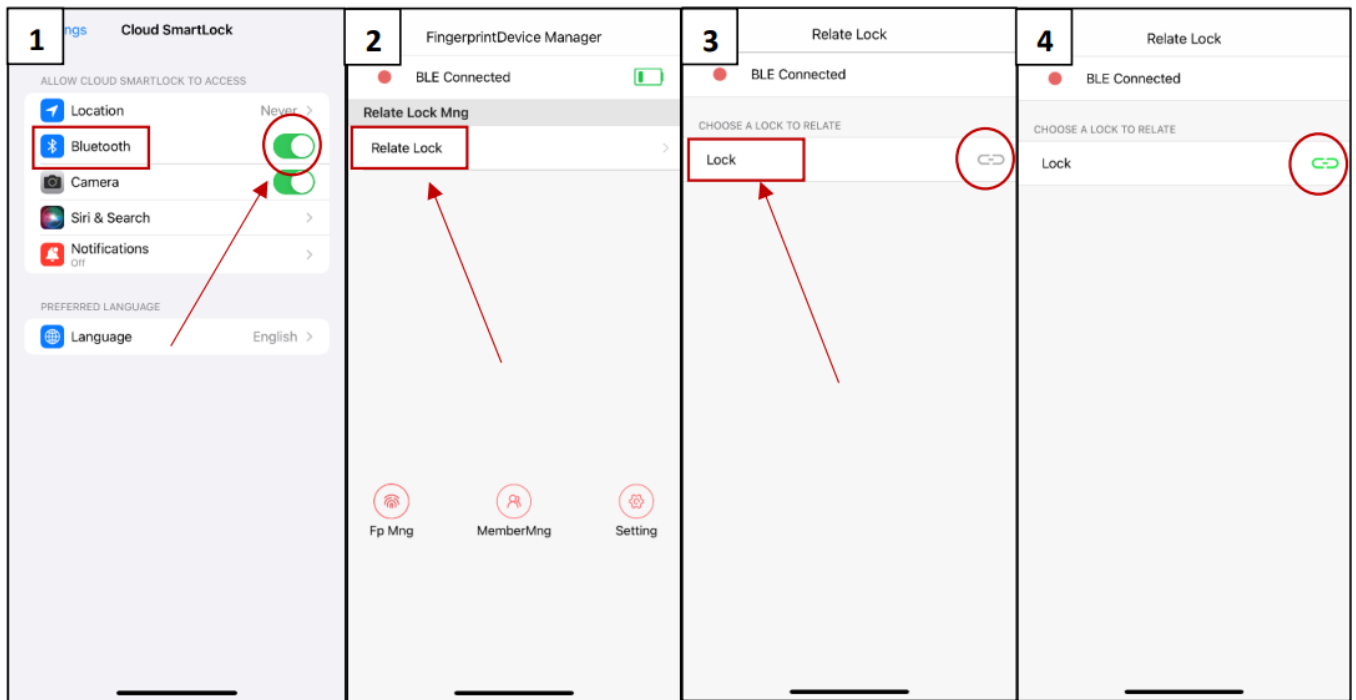 1
ngs Cloud SmartLock
ALLOW CLOUD SMARTLOCK TO ACCESS
Location Never
Bluetooth
Camera
Siri & Search
Notifications
Off
PREFERRED LANGUAGE
Language English
2
FingerprintDevice Manager
BLE Connected
Relate Lock Mng
Relate Lock
Fp Mng MemberMng Setting
3
Relate Lock
BLE Connected
CHOOSE A LOCK TO RELATE
Lock
4
Relate Lock
BLE Connected
CHOOSE A LOCK TO RELATE
Lock